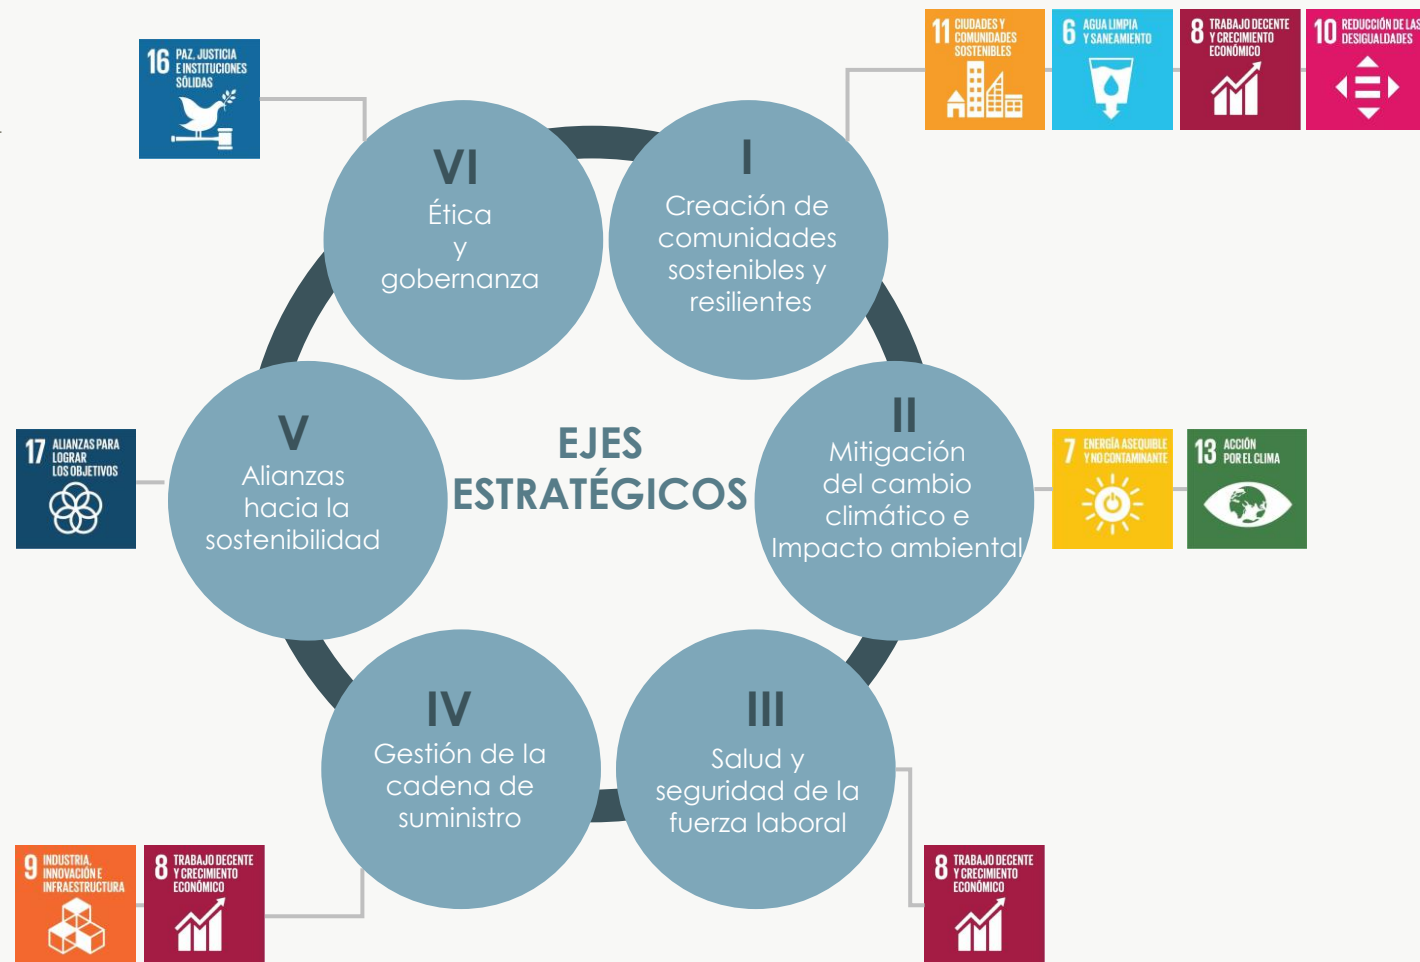 16 PAZ, JUSTICIA
E INSTITUCIONES
SÓLIDAS
11 CIUDADES Y
COMUNIDADES
SOSTENIBLES
6 AGUA LIMPIA
Y SANEAMIENTO
8 TRABAJO DECENTE
Y CRECIMIENTO
ECONÓMICO
10 REDUCCIÓN DE LAS
DESIGUALDADES
VI
Ética
y
gobernanza
I
Creación de
comunidades
sostenibles y
resilientes
17 ALIANZAS PARA
LOGRAR
LOS OBJETIVOS
V
Alianzas
hacia la
sostenibilidad
EJES
ESTRATÉGICOS
II
Mitigación
del cambio
climático e
Impacto ambiental
7 ENERGÍA ASEQUIBLE
Y NO CONTAMINANTE
13 ACCIÓN
POR EL CLIMA
IV
Gestión de la
cadena de
suministro
III
Salud y
seguridad de la
fuerza laboral
9 INDUSTRIA,
INNOVACIÓN E
INFRAESTRUCTURA
8 TRABAJO DECENTE
Y CRECIMIENTO
ECONÓMICO
8 TRABAJO DECENTE
Y CRECIMIENTO
ECONÓMICO